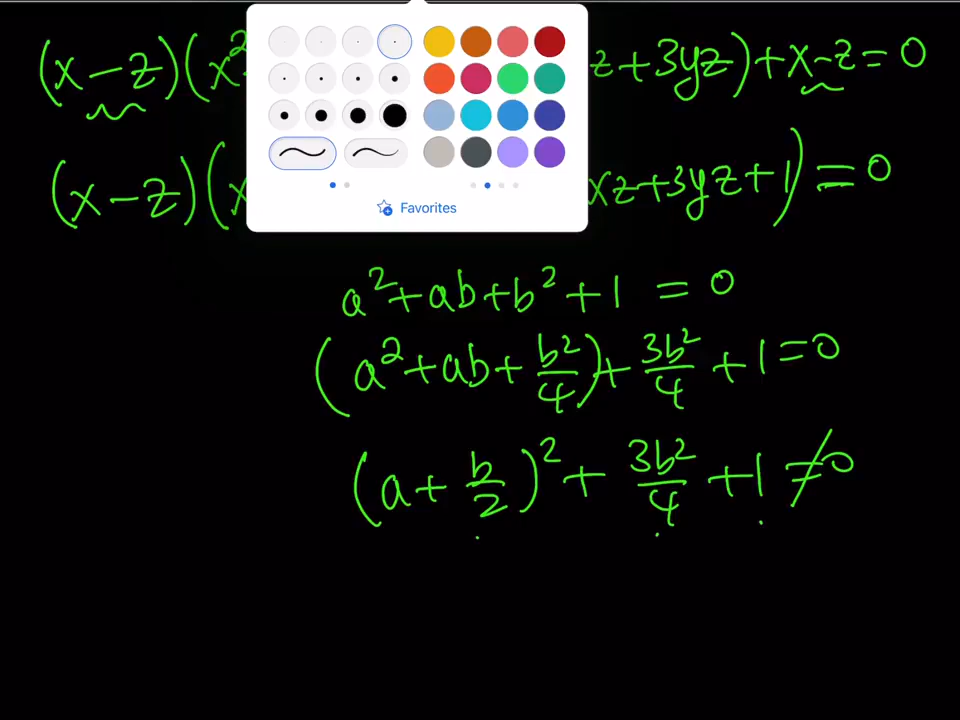 (x-z)(x² z+3yz)+x-z=0
(x-z)(x xz+3yz+1)=0
Favorites
a²+ab+b²+1=0
(a²+ab+b²/4)+3b²/4+1=0
(a+b/2)²+3b²/4+1≠0